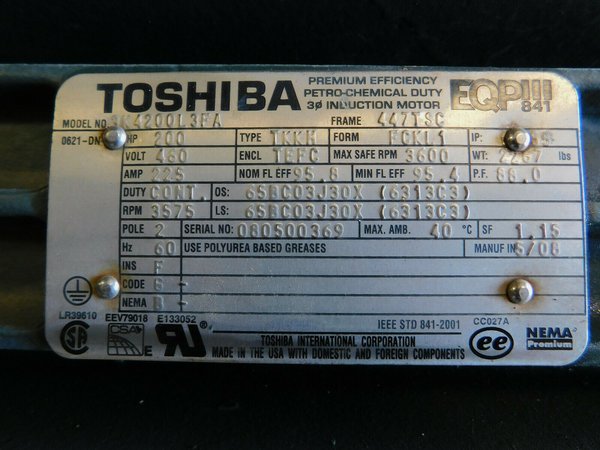 TOSHIBA PREMIUM EFFICIENCY PETRO-CHEMICAL DUTY 3ø INDUCTION MOTOR EQPIII 841
MODEL NO. FRAME 447TSC
0621-DN HP 200 TYPE TKKH FORM FCKL1 IP:
VOLT 460 ENCL TEFC MAX SAFE RPM 3600 WT: lbs
AMP 225 NOM FL EFF 95.8 MIN FL EFF 95.4 P.F. 88.0
DUTY CONT. OS: 65BC03J30X (6313C3)
RPM 3575 LS: 65BC03J30X (6313C3)
POLE 2 SERIAL NO: 080500369 MAX. AMB. 40 °C SF 1.15
Hz 60 USE POLYUREA BASED GREASES MANUF IN 5/08
INS F
CODE G -
NEMA B -
LR39610 EEV79018 E133052 IEEE STD 841-2001 CC027A
SA CSA E RU ee NEMA Premium
TOSHIBA INTERNATIONAL CORPORATION
MADE IN THE USA WITH DOMESTIC AND FOREIGN COMPONENTS